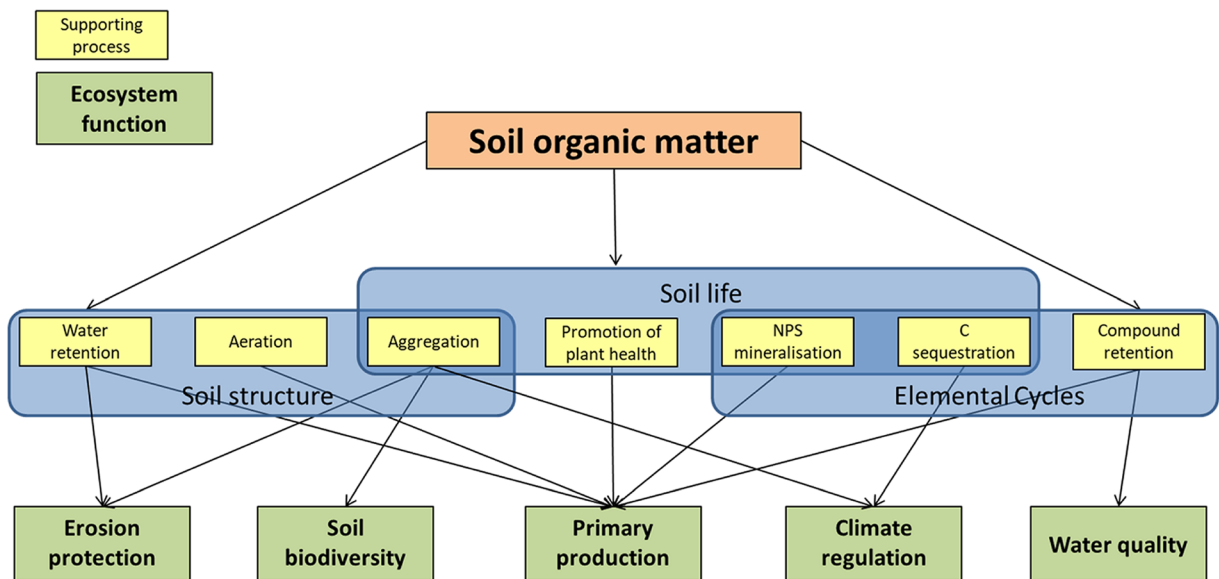 Supporting
process
Ecosystem
function
Soil organic matter
Soil life
Water
retention
Aeration
Aggregation
Promotion of
plant health
NPS
mineralisation
C
sequestration
Compound
retention
Soil structure
Elemental Cycles
Erosion
protection
Soil
biodiversity
Primary
production
Climate
regulation
Water quality